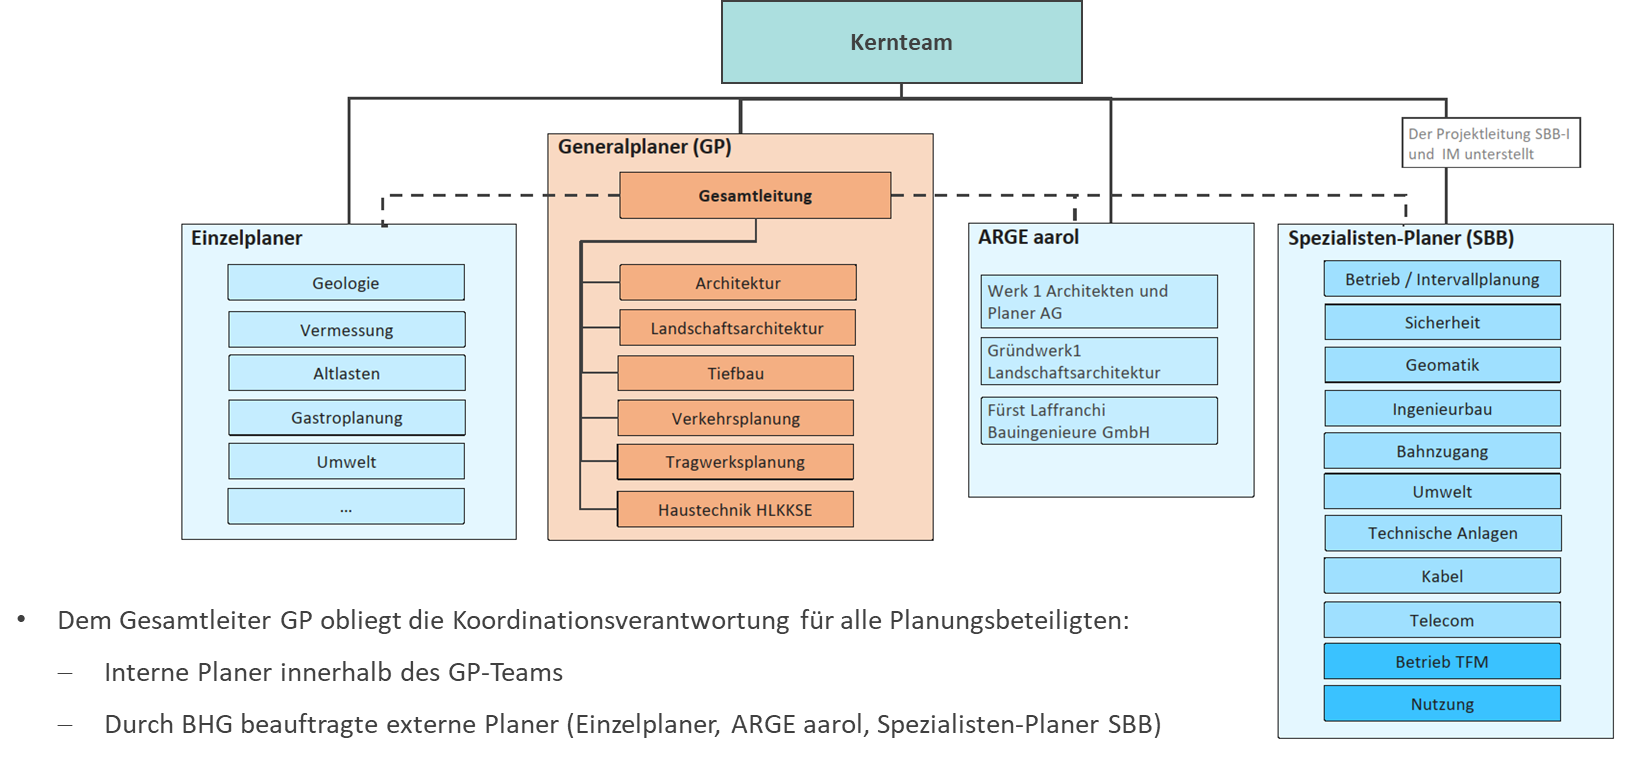 Kernteam
Der Projektleitung SBB-I
und IM unterstellt
Generalplaner (GP)
Gesamtleitung
Architektur
Landschaftsarchitektur
Tiefbau
Verkehrsplanung
Tragwerksplanung
Haustechnik HLKKSE
Einzelplaner
Geologie
Vermessung
Altlasten
Gastroplanung
Umwelt
...
ARGE aarol
Werk 1 Architekten und
Planer AG
Gründwerk1
Landschaftsarchitektur
Fürst Laffranchi
Bauingenieure GmbH
Spezialisten-Planer (SBB)
Betrieb / Intervallplanung
Sicherheit
Geomatik
Ingenieurbau
Bahnzugang
Umwelt
Technische Anlagen
Kabel
Telecom
Betrieb TFM
Nutzung
• Dem Gesamtleiter GP obliegt die Koordinationsverantwortung für alle Planungsbeteiligten:
– Interne Planer innerhalb des GP-Teams
– Durch BHG beauftragte externe Planer (Einzelplaner, ARGE aarol, Spezialisten-Planer SBB)